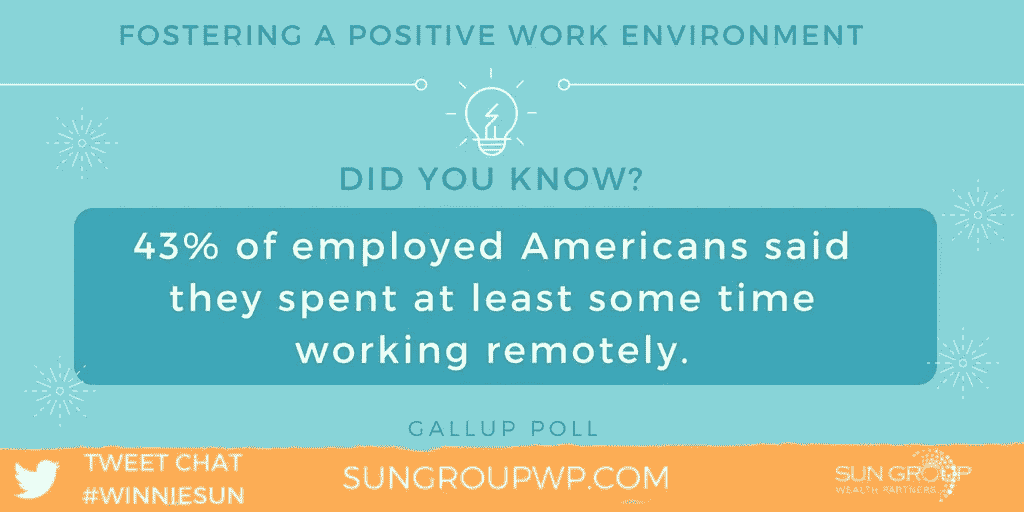 FOSTERING A POSITIVE WORK ENVIRONMENT
DID YOU KNOW?
43% of employed Americans said
they spent at least some time
working remotely.
GALLUP POLL
TWEET CHAT
#WINNIESUN
SUNGROUPWP.COM
SUN GROUP
WEALTH PARTNERS